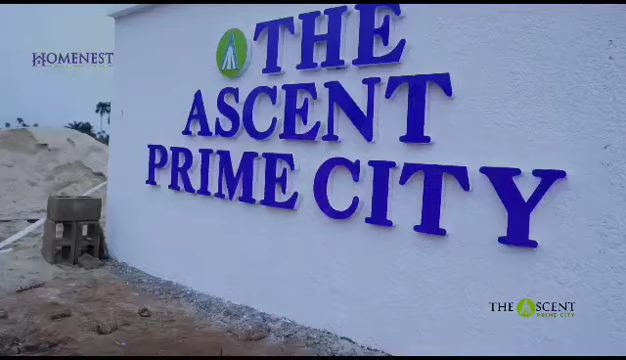 HOMENEST
THE
ASCENT
PRIME CITY
THE ASCENT
PRIME CITY